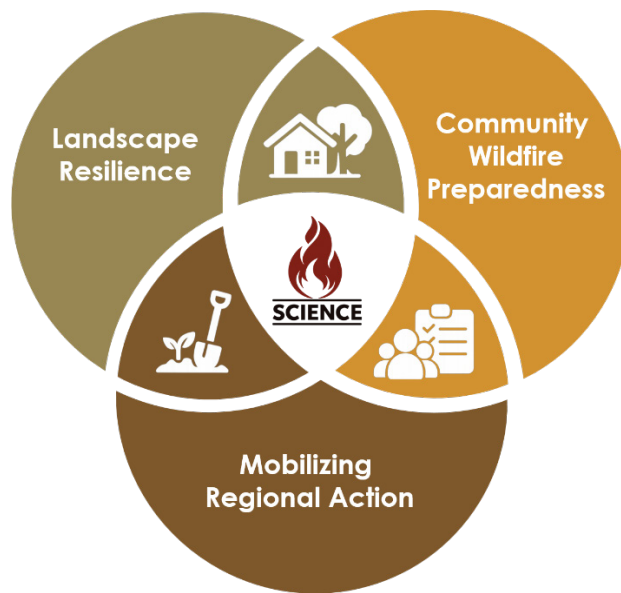 Landscape
Resilience
Community
Wildfire
Preparedness
SCIENCE
Mobilizing
Regional Action